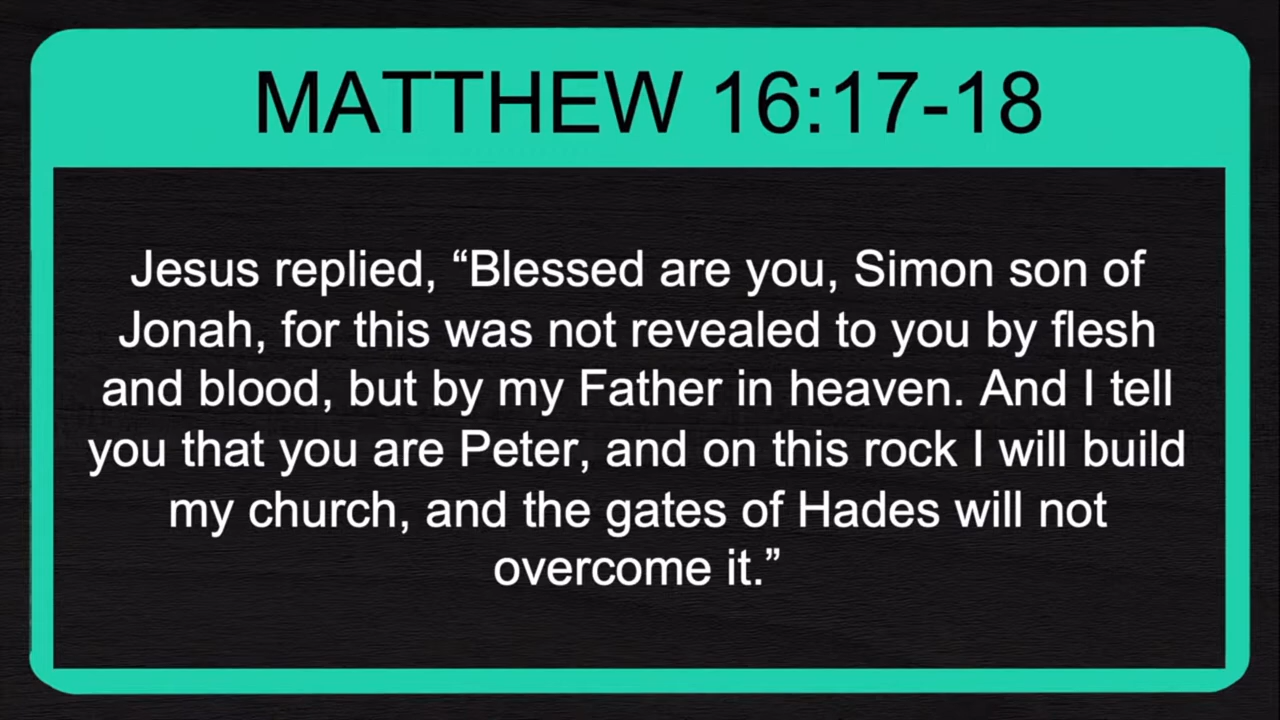 MATTHEW 16:17-18
Jesus replied, “Blessed are you, Simon son of
Jonah, for this was not revealed to you by flesh
and blood, but by my Father in heaven. And I tell
you that you are Peter, and on this rock I will build
my church, and the gates of Hades will not
overcome it.”